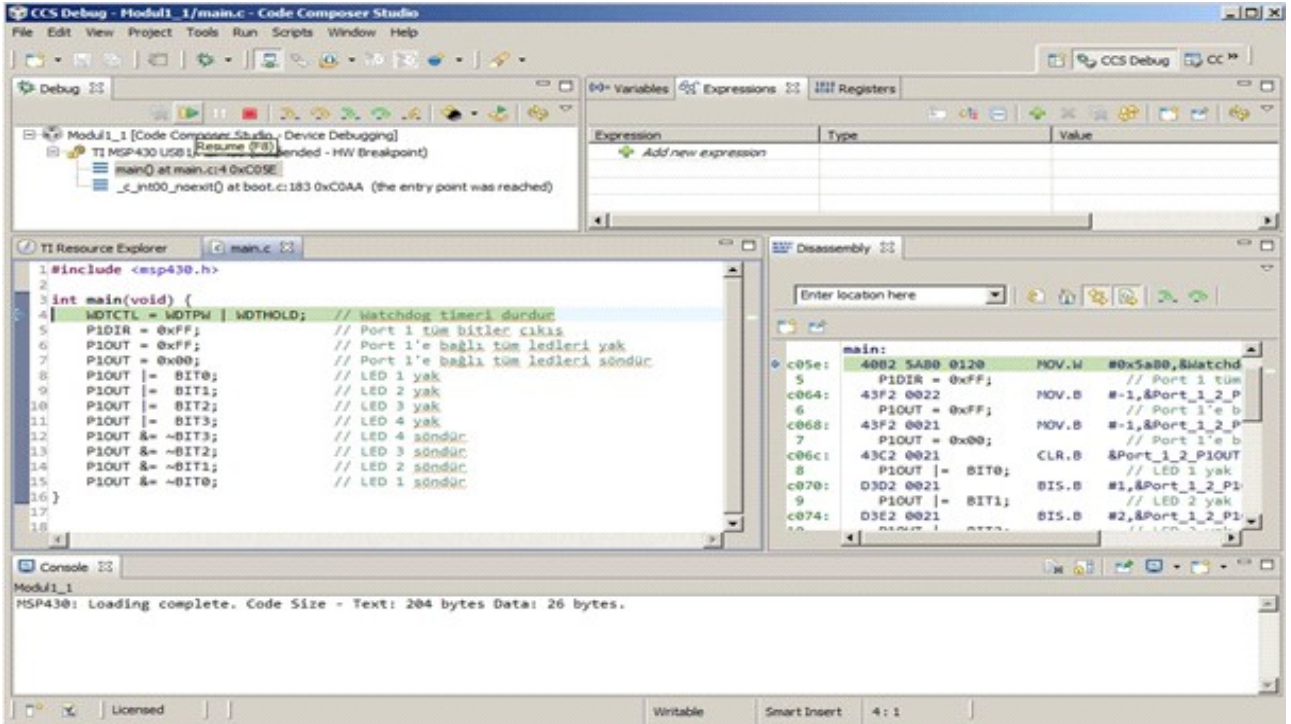 CCS Debug - Modul1_1/main.c - Code Composer Studio
File Edit View Project Tools Run Scripts Window Help
CCS Debug CC »
Debug
Modul1_1 [Code Composer Studio - Device Debugging]
Resume (F8)
TI MSP430 USB1 ended - HW Breakpoint)
main() at main.c:4 0xC05E
_c_int00_noexit() at boot.c:183 0xC0AA (the entry point was reached)
(x)= Variables Expressions Registers
Expression Type Value
Add new expression
TI Resource Explorer main.c
1 #include <msp430.h>
2
3 int main(void) {
4 WDTCTL = WDTPW | WDTHOLD; // Watchdog timeri durdur
5 P1DIR = 0xFF; // Port 1 tüm bitler cıkıs
6 P1OUT = 0xFF; // Port 1'e bağlı tüm ledleri yak
7 P1OUT = 0x00; // Port 1'e bağlı tüm ledleri söndür
8 P1OUT |= BIT0; // LED 1 yak
9 P1OUT |= BIT1; // LED 2 yak
10 P1OUT |= BIT2; // LED 3 yak
11 P1OUT |= BIT3; // LED 4 yak
12 P1OUT &= ~BIT3; // LED 4 söndür
13 P1OUT &= ~BIT2; // LED 3 söndür
14 P1OUT &= ~BIT1; // LED 2 söndür
15 P1OUT &= ~BIT0; // LED 1 söndür
16 }
17
18
Disassembly
Enter location here
main:
c05e: 40B2 5A80 0120 MOV.W #0x5a80,&Watchd
5 P1DIR = 0xFF; // Port 1 tüm
c064: 43F2 0022 MOV.B #-1,&Port_1_2_P
6 P1OUT = 0xFF; // Port 1'e b
c068: 43F2 0021 MOV.B #-1,&Port_1_2_P
7 P1OUT = 0x00; // Port 1'e b
c06c: 43C2 0021 CLR.B &Port_1_2_P1OUT
8 P1OUT |= BIT0; // LED 1 yak
c070: D3D2 0021 BIS.B #1,&Port_1_2_P1
9 P1OUT |= BIT1; // LED 2 yak
c074: D3E2 0021 BIS.B #2,&Port_1_2_P1
Console
Modul1_1
MSP430: Loading complete. Code Size - Text: 204 bytes Data: 26 bytes.
Licensed Writable Smart Insert 4 : 1